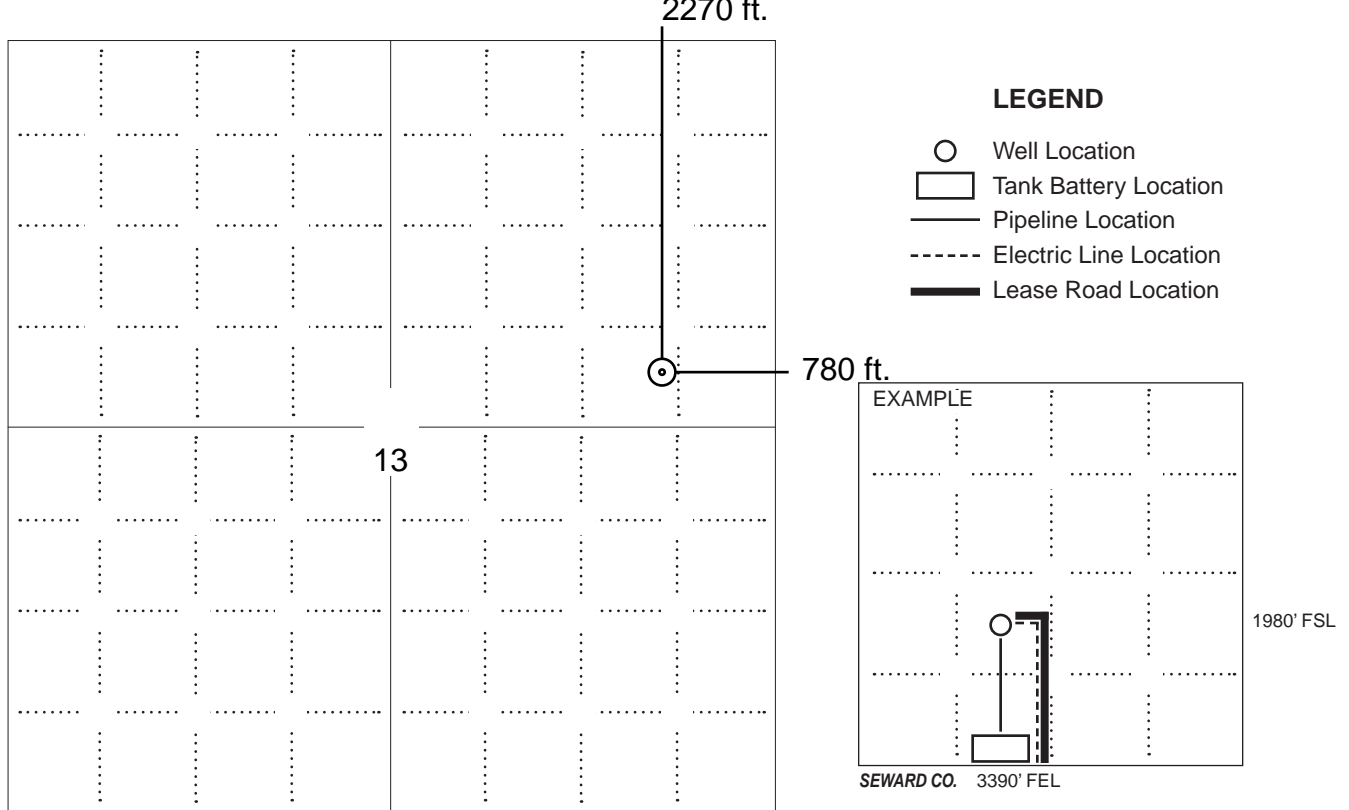 2270 ft.
LEGEND
Well Location
Tank Battery Location
Pipeline Location
Electric Line Location
Lease Road Location
780 ft.
EXAMPLE
13
1980' FSL
SEWARD CO. 3390' FEL